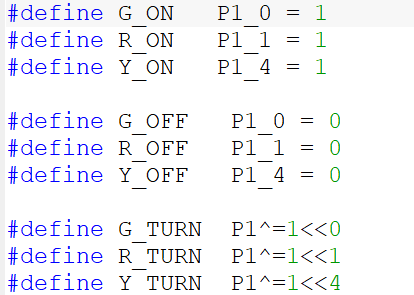 #define G_ON   P1_0 = 1
#define R_ON   P1_1 = 1
#define Y_ON   P1_4 = 1
#define G_OFF   P1_0 = 0
#define R_OFF   P1_1 = 0
#define Y_OFF   P1_4 = 0
#define G_TURN  P1^=1<<0
#define R_TURN  P1^=1<<1
#define Y_TURN  P1^=1<<4